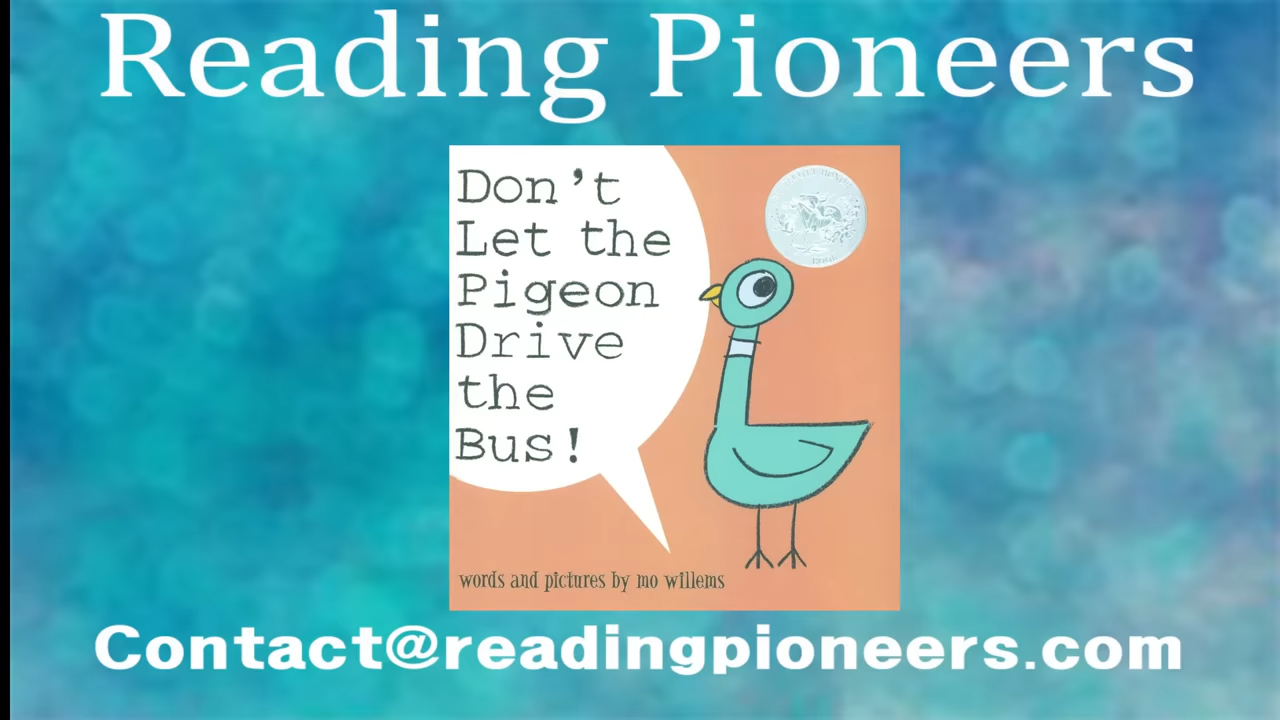 Reading Pioneers
Don't
Let the
Pigeon
Drive
the
Bus!
words and pictures by mo willems
Contact@readingpioneers.com